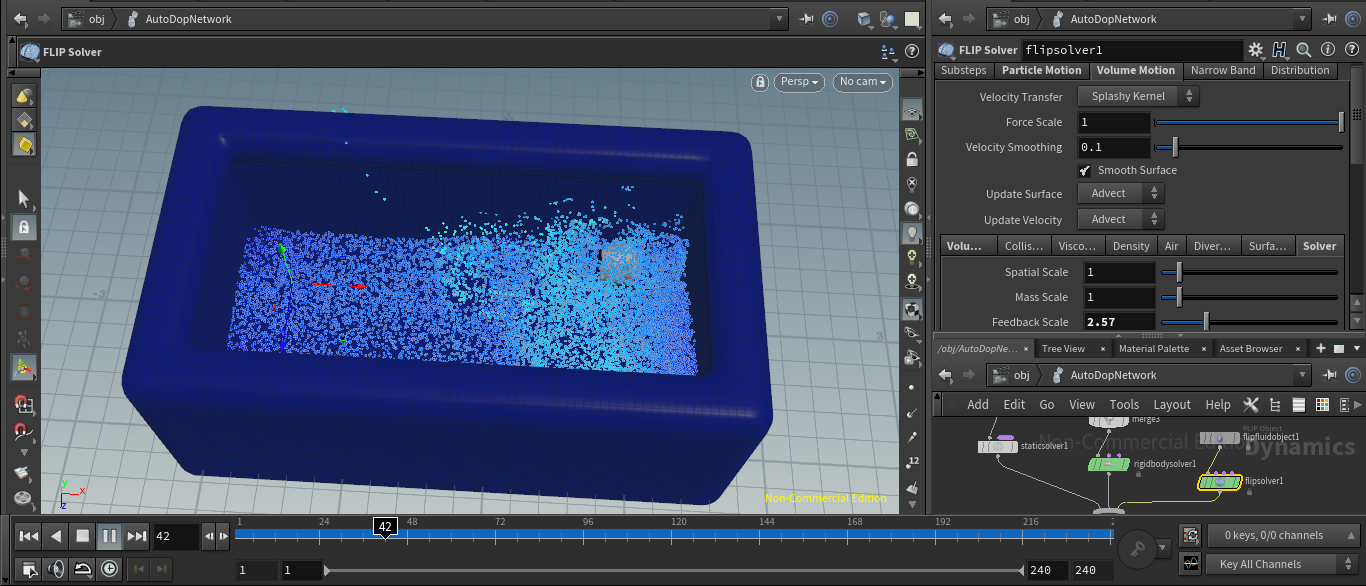 obj AutoDopNetwork
FLIP Solver
Persp No cam
-3
3
y
x
z
Non-Commercial Edition
obj AutoDopNetwork
FLIP Solver flipsolver1
Substeps Particle Motion Volume Motion Narrow Band Distribution
Velocity Transfer Splashy Kernel
Force Scale 1
Velocity Smoothing 0.1
Smooth Surface
Update Surface Advect
Update Velocity Advect
Volu... Collis... Visco... Density Air Diver... Surfa... Solver
Spatial Scale 1
Mass Scale 1
Feedback Scale 2.57
/obj/AutoDopNe... Tree View Material Palette Asset Browser
obj AutoDopNetwork
Add Edit Go View Tools Layout Help
merge3
FLIP Object
flipfluidobject1
Non-Commercial Edition
Dynamics
staticsolver1
rigidbodysolver1
flipsolver1
12
1 24 48 72 96 120 144 168 192 216 2
42
42
0 keys, 0/0 channels
1 1 240 240
Key All Channels